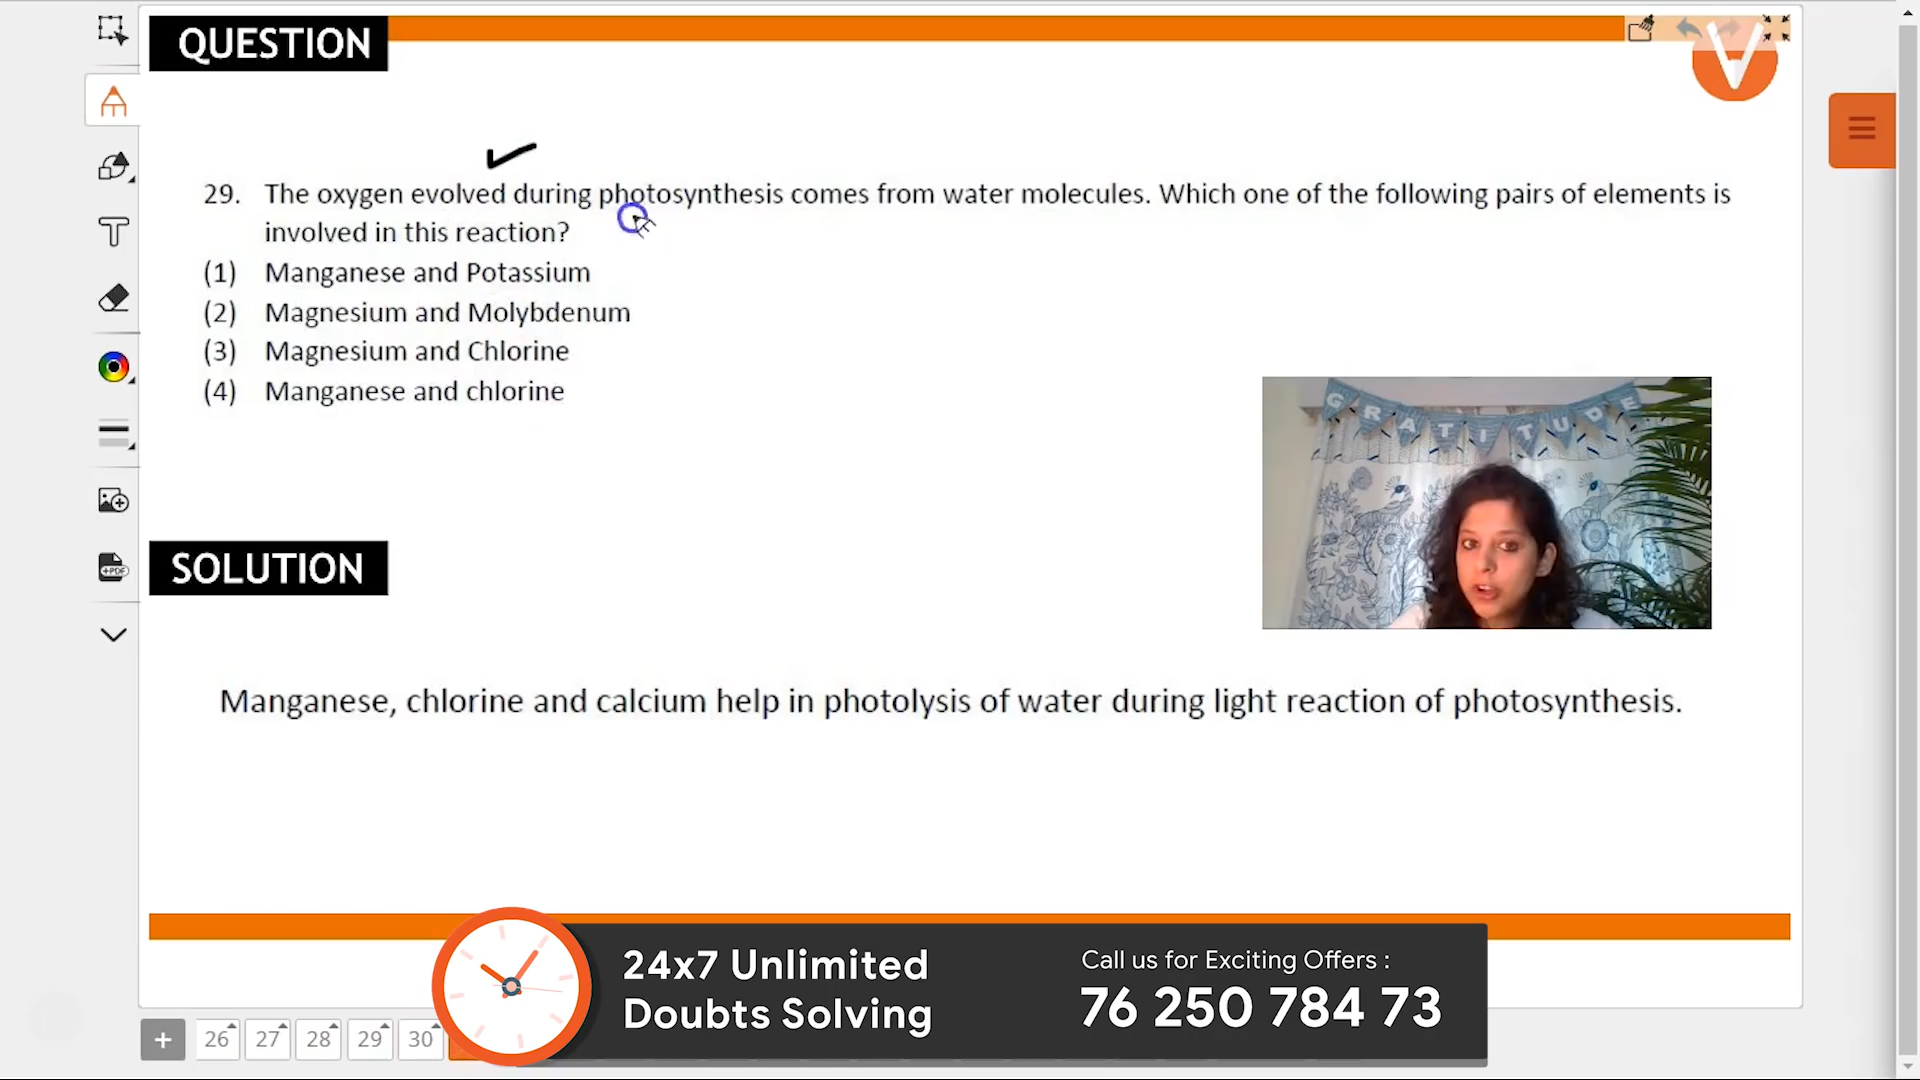 QUESTION
29. The oxygen evolved during photosynthesis comes from water molecules. Which one of the following pairs of elements is
involved in this reaction?
(1) Manganese and Potassium
(2) Magnesium and Molybdenum
(3) Magnesium and Chlorine
(4) Manganese and chlorine
GRATITUDE
SOLUTION
Manganese, chlorine and calcium help in photolysis of water during light reaction of photosynthesis.
24x7 Unlimited
Doubts Solving
Call us for Exciting Offers :
76 250 784 73
+PDF
T
+ 26 27 28 29 30